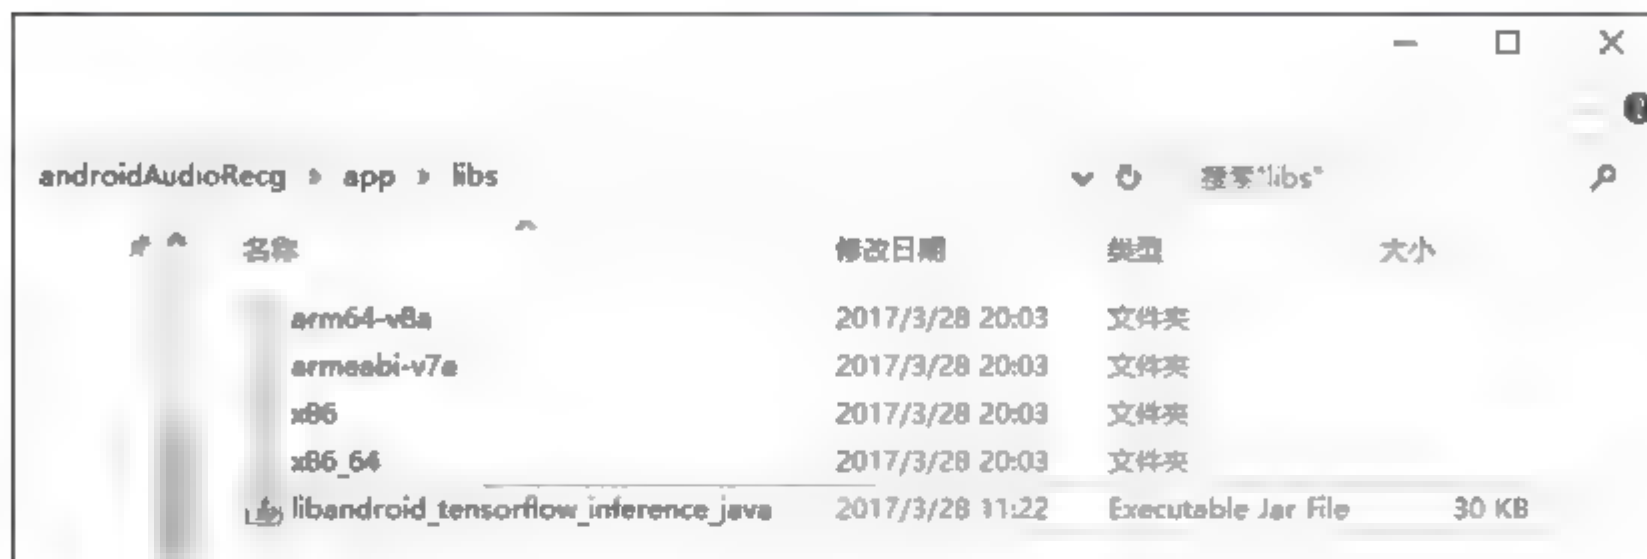 androidAudioRecg › app › libs 搜索"libs"
名称 修改日期 类型 大小
arm64-v8a 2017/3/28 20:03 文件夹
armeabi-v7a 2017/3/28 20:03 文件夹
x86 2017/3/28 20:03 文件夹
x86_64 2017/3/28 20:03 文件夹
libandroid_tensorflow_inference_java 2017/3/28 11:22 Executable Jar File 30 KB